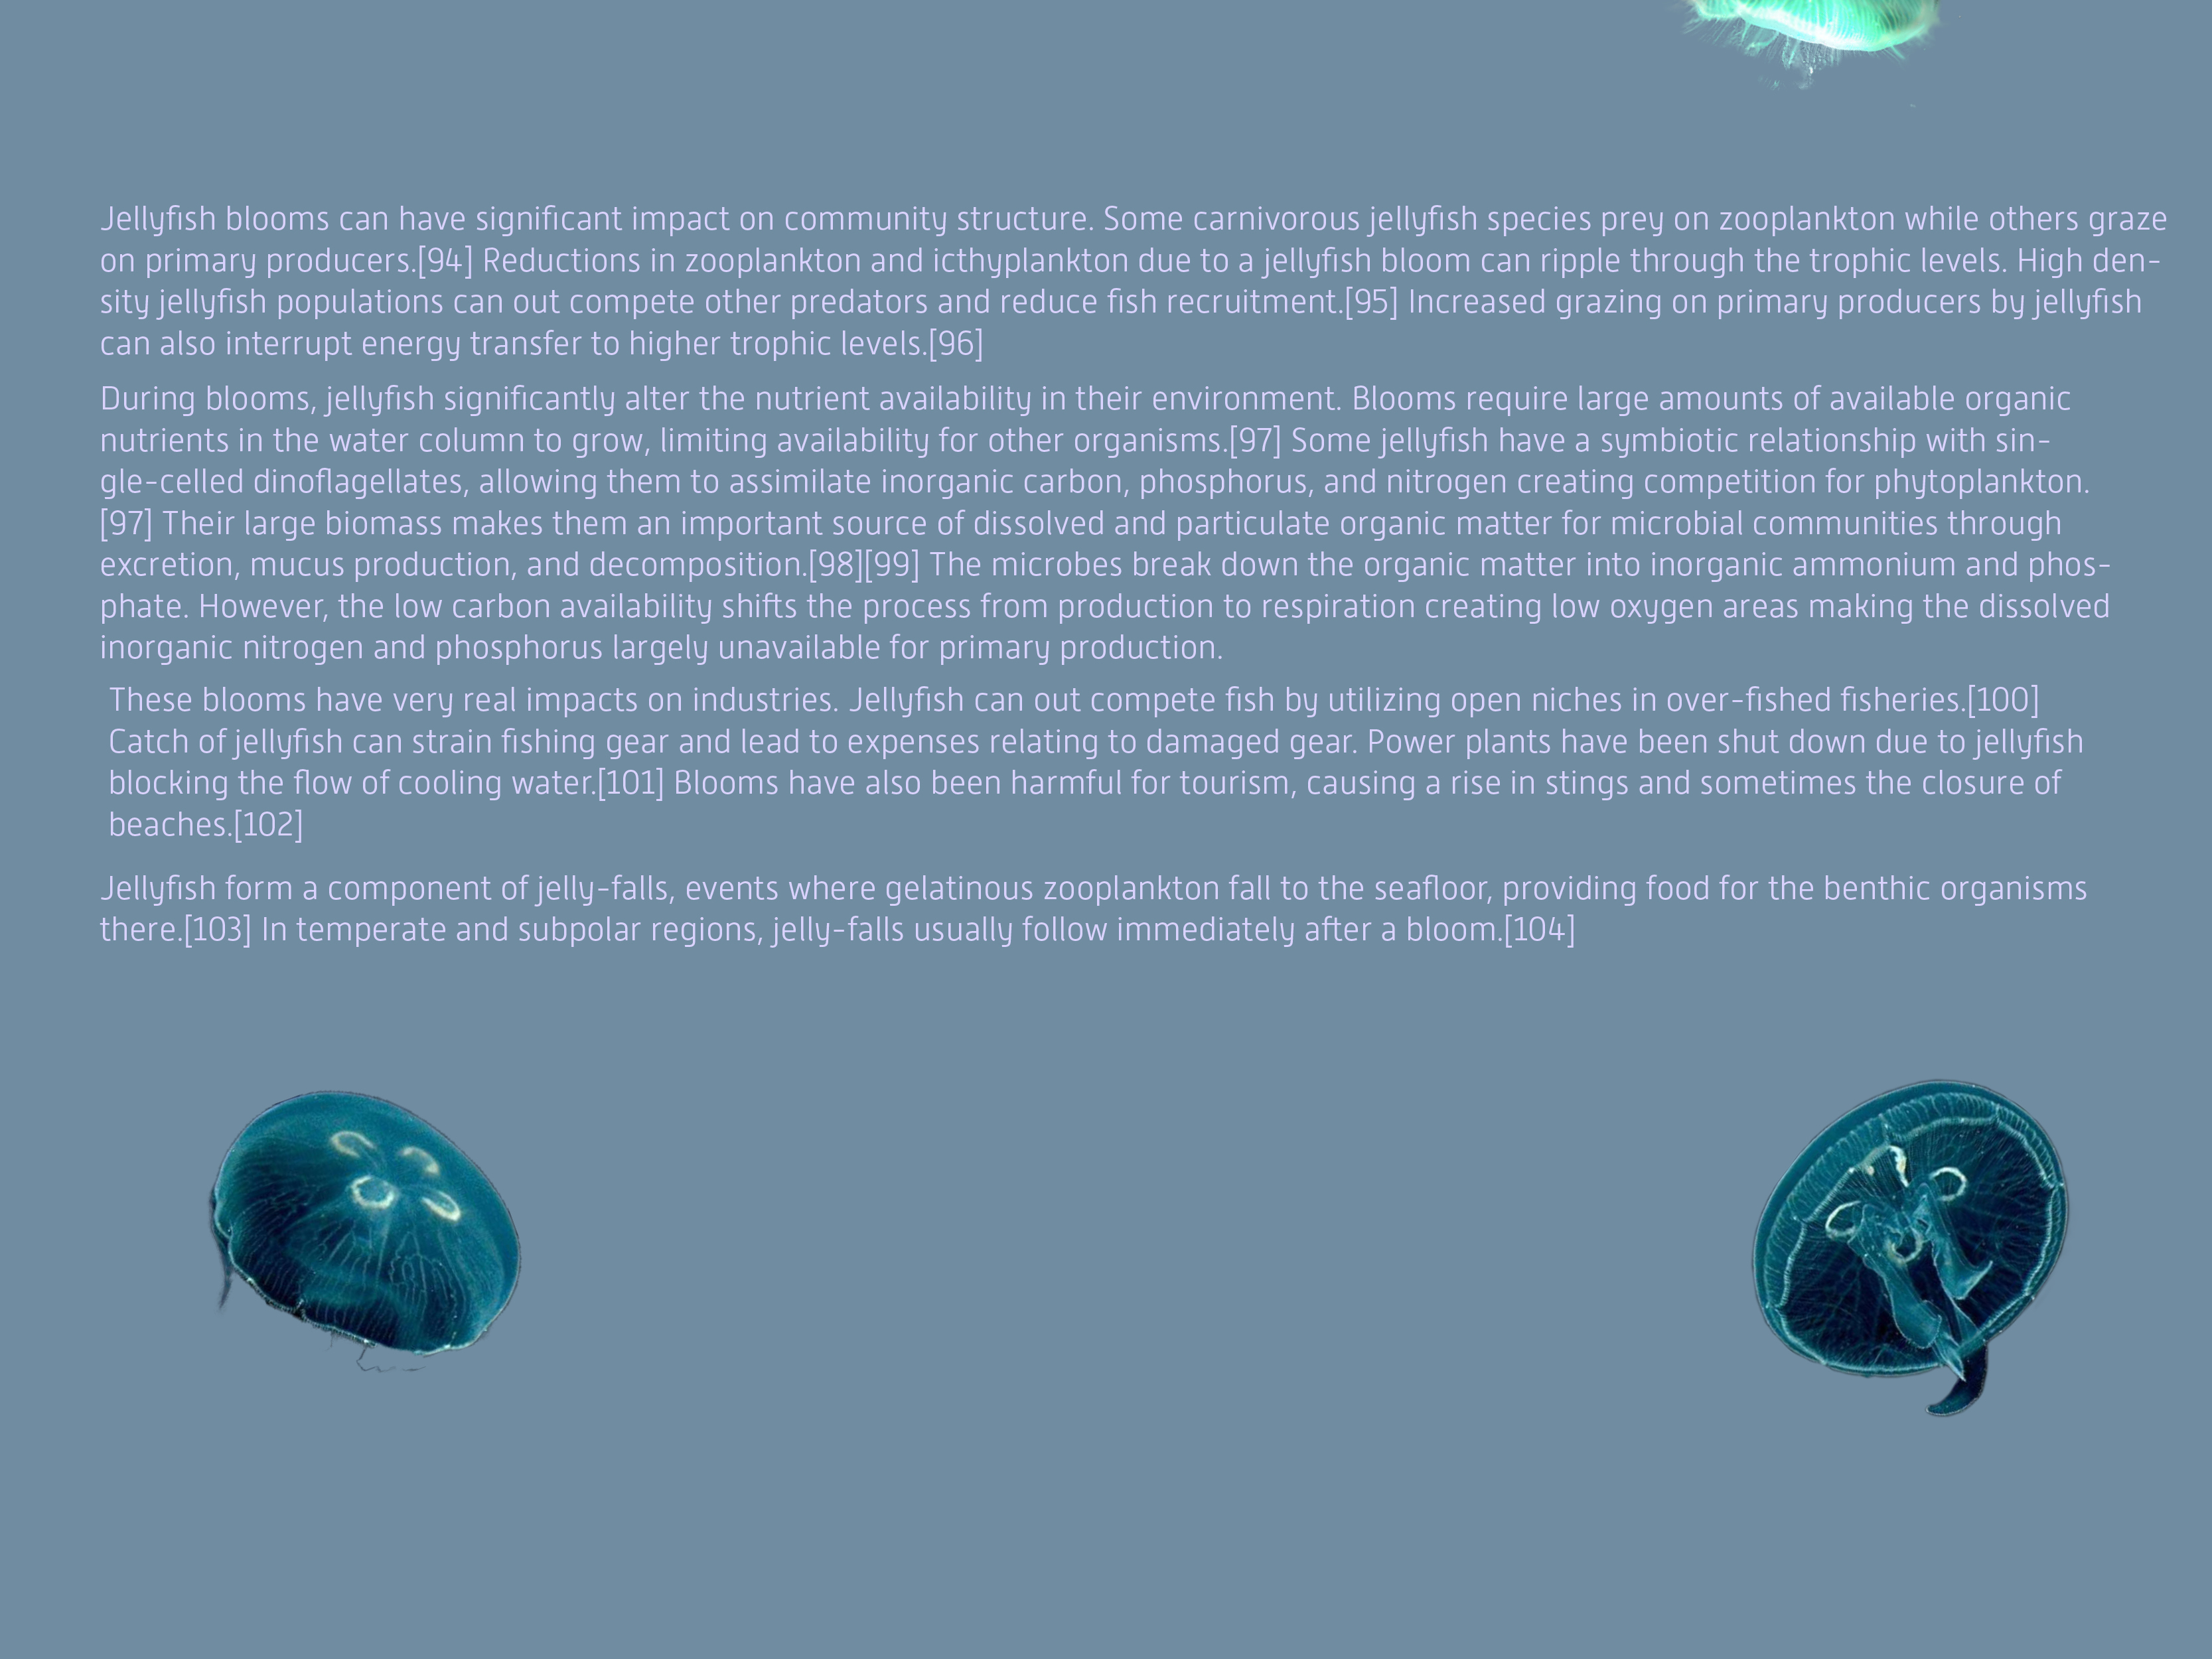 Jellyfish blooms can have significant impact on community structure. Some carnivorous jellyfish species prey on zooplankton while others graze
on primary producers.[94] Reductions in zooplankton and icthyplankton due to a jellyfish bloom can ripple through the trophic levels. High den-
sity jellyfish populations can out compete other predators and reduce fish recruitment.[95] Increased grazing on primary producers by jellyfish
can also interrupt energy transfer to higher trophic levels.[96]
During blooms, jellyfish significantly alter the nutrient availability in their environment. Blooms require large amounts of available organic
nutrients in the water column to grow, limiting availability for other organisms.[97] Some jellyfish have a symbiotic relationship with sin-
gle-celled dinoflagellates, allowing them to assimilate inorganic carbon, phosphorus, and nitrogen creating competition for phytoplankton.
[97] Their large biomass makes them an important source of dissolved and particulate organic matter for microbial communities through
excretion, mucus production, and decomposition.[98][99] The microbes break down the organic matter into inorganic ammonium and phos-
phate. However, the low carbon availability shifts the process from production to respiration creating low oxygen areas making the dissolved
inorganic nitrogen and phosphorus largely unavailable for primary production.
These blooms have very real impacts on industries. Jellyfish can out compete fish by utilizing open niches in over-fished fisheries.[100]
Catch of jellyfish can strain fishing gear and lead to expenses relating to damaged gear. Power plants have been shut down due to jellyfish
blocking the flow of cooling water.[101] Blooms have also been harmful for tourism, causing a rise in stings and sometimes the closure of
beaches.[102]
Jellyfish form a component of jelly-falls, events where gelatinous zooplankton fall to the seafloor, providing food for the benthic organisms
there.[103] In temperate and subpolar regions, jelly-falls usually follow immediately after a bloom.[104]